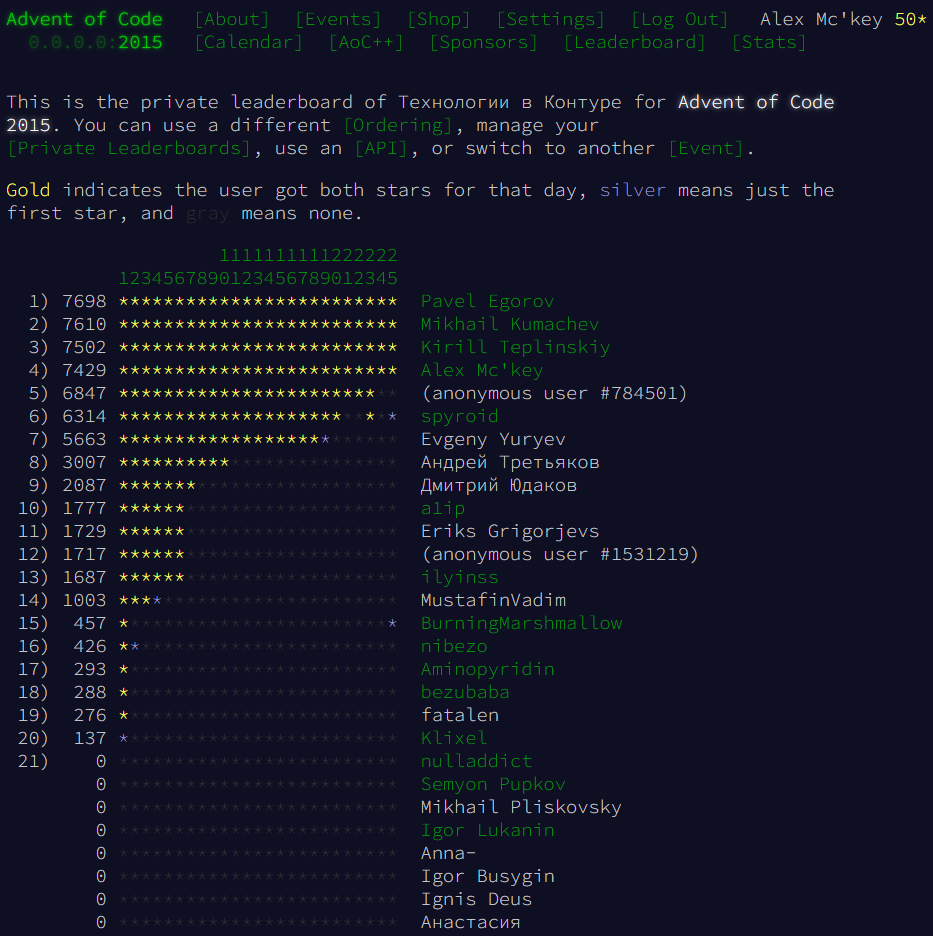 Advent of Code [About] [Events] [Shop] [Settings] [Log Out] Alex Mc'key 50*
0.0.0.0:2015 [Calendar] [AoC++] [Sponsors] [Leaderboard] [Stats]
This is the private leaderboard of Технологии в Контуре for Advent of Code
2015. You can use a different [Ordering], manage your
[Private Leaderboards], use an [API], or switch to another [Event].
Gold indicates the user got both stars for that day, silver means just the
first star, and gray means none.
1111111111222222
1234567890123456789012345
1) 7698 ************************* Pavel Egorov
2) 7610 ************************* Mikhail Kumachev
3) 7502 ************************* Kirill Teplinskiy
4) 7429 ************************* Alex Mc'key
5) 6847 ************************* (anonymous user #784501)
6) 6314 ************************* spyroid
7) 5663 ************************* Evgeny Yuryev
8) 3007 ************************* Андрей Третьяков
9) 2087 ************************* Дмитрий Юдаков
10) 1777 ************************* a1ip
11) 1729 ************************* Eriks Grigorjevs
12) 1717 ************************* (anonymous user #1531219)
13) 1687 ************************* ilyinss
14) 1003 ************************* MustafinVadim
15) 457 ************************* BurningMarshmallow
16) 426 ************************* nibezo
17) 293 ************************* Aminopyridin
18) 288 ************************* bezubaba
19) 276 ************************* fatalen
20) 137 ************************* Klixel
21) 0 ************************* nulladdict
0 ************************* Semyon Pupkov
0 ************************* Mikhail Pliskovsky
0 ************************* Igor Lukanin
0 ************************* Anna-
0 ************************* Igor Busygin
0 ************************* Ignis Deus
0 ************************* Анастасия